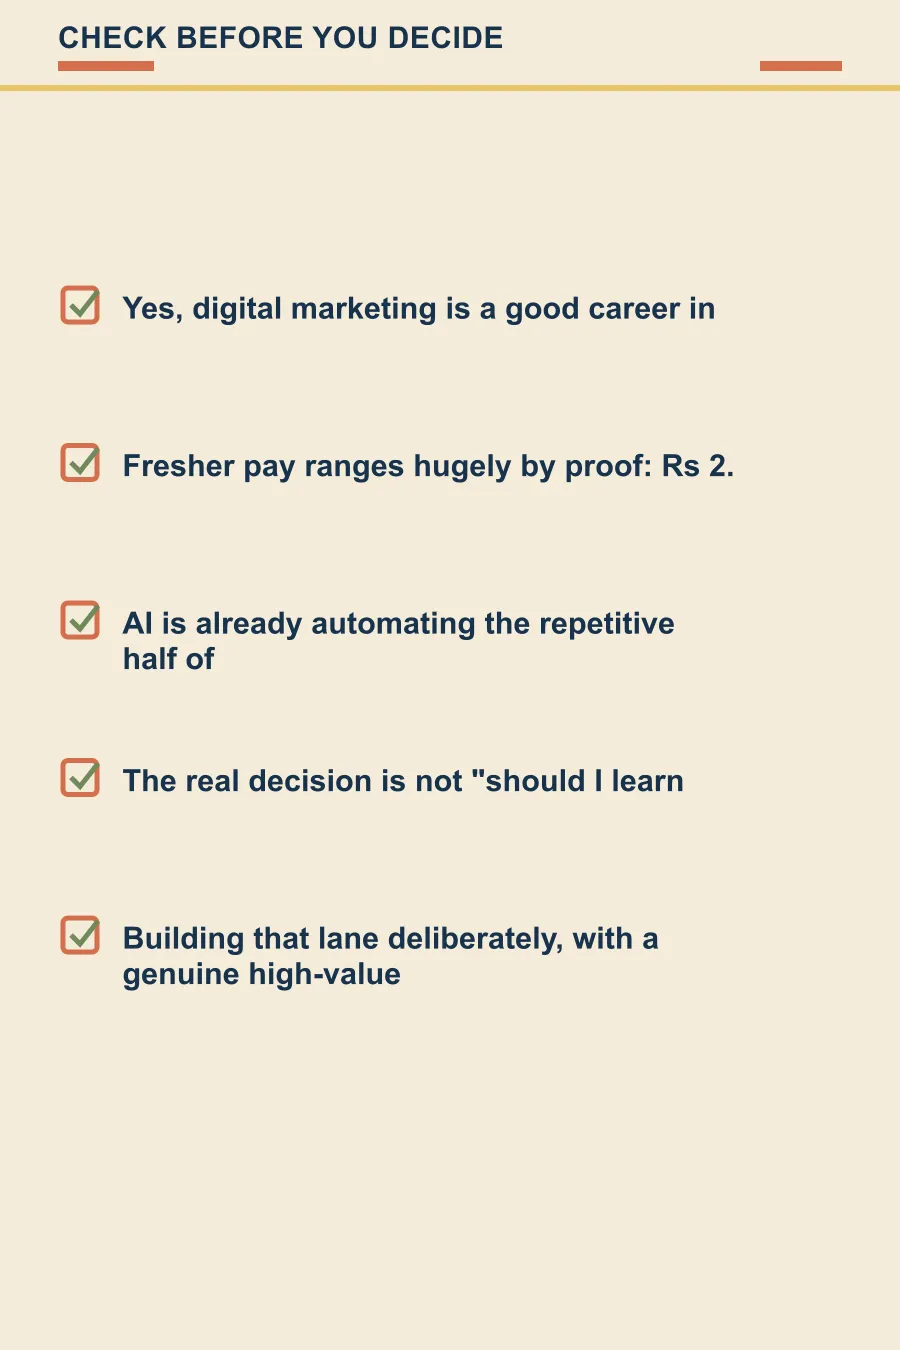 CHECK BEFORE YOU DECIDE
Yes, digital marketing is a good career in
Fresher pay ranges hugely by proof: Rs 2.
AI is already automating the repetitive
half of
The real decision is not "should I learn
Building that lane deliberately, with a
genuine high-value